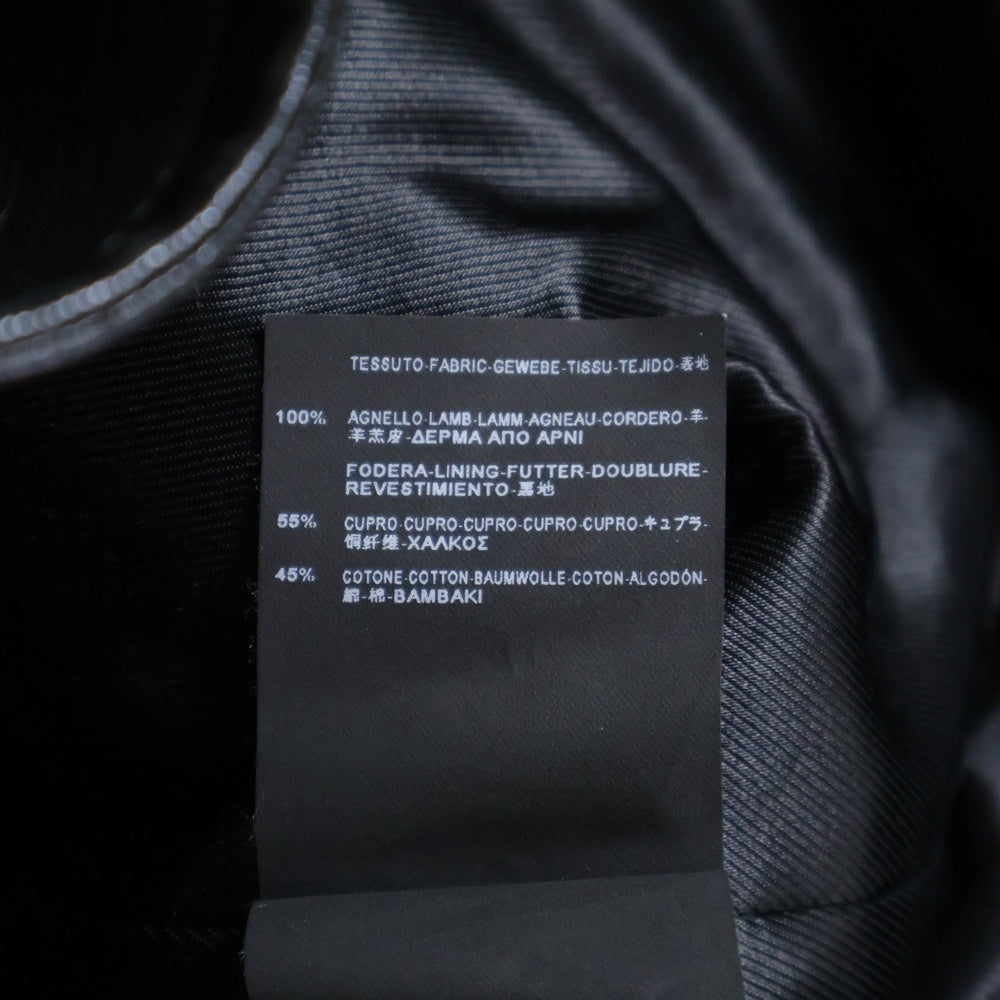 TESSUTO-FABRIC-GEWEBE-TISSU-TEJIDO-表地
100% AGNELLO-LAMB-LAMM-AGNEAU-CORDERO-羊-
羊羔皮-ΔΕΡΜΑ ΑΠΟ ΑΡΝΙ
FODERA-LINING-FUTTER-DOUBLURE-
REVESTIMIENTO-裏地
55% CUPRO-CUPRO-CUPRO-CUPRO-CUPRO-キュプラ-
铜纤维-ΧΑΛΚΟΣ
45% COTONE-COTTON-BAUMWOLLE-COTON-ALGODÓN-
綿-棉-BAMBAKI